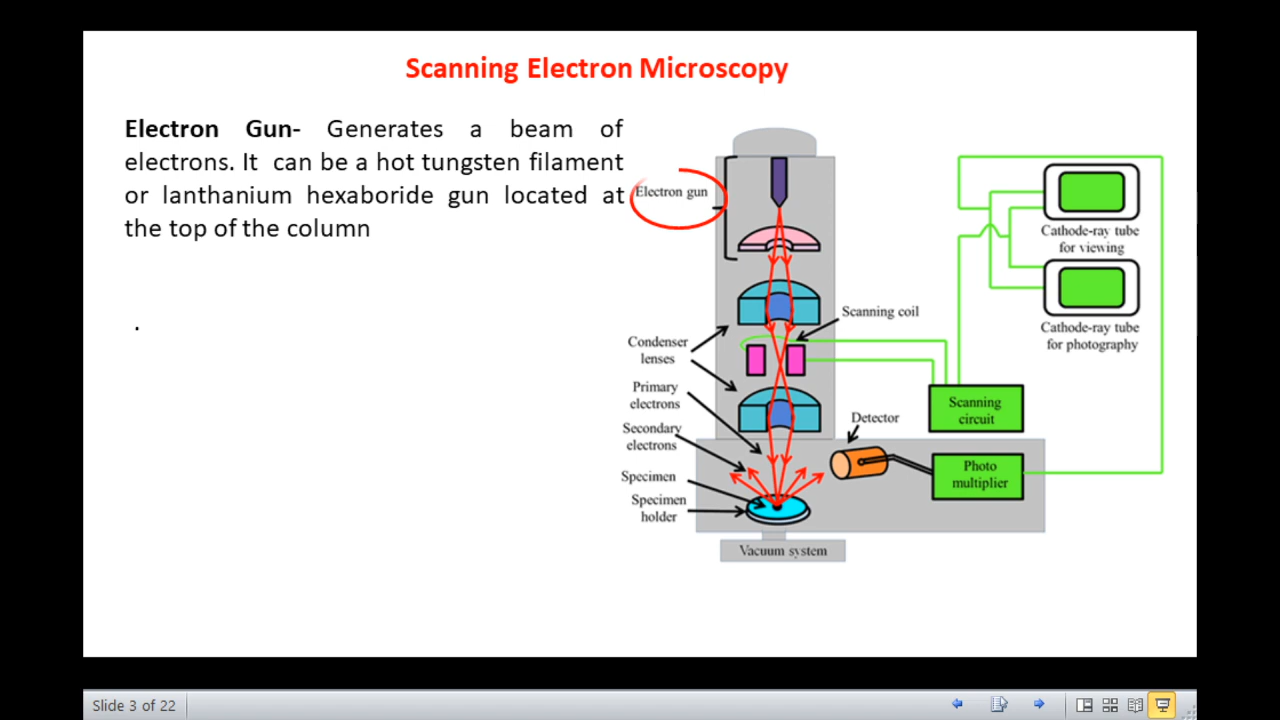 Scanning Electron Microscopy
Electron Gun- Generates a beam of
electrons. It can be a hot tungsten filament
or lanthanium hexaboride gun located at
the top of the column
.
Electron gun
Cathode-ray tube
for viewing
Cathode-ray tube
for photography
Scanning coil
Condenser
lenses
Primary
electrons
Scanning
circuit
Detector
Secondary
electrons
Photo
multiplier
Specimen
Specimen
holder
Vacuum system
Slide 3 of 22